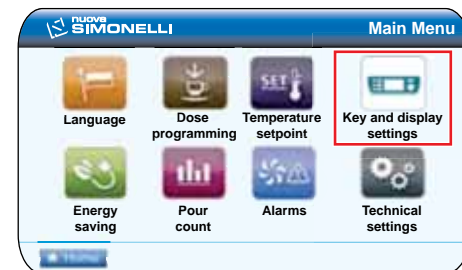 nuova
SIMONELLI
Main Menu
SET
Language
Dose
programming
Temperature
setpoint
Key and display
settings
Energy
saving
Pour
count
Alarms
Technical
settings
Home